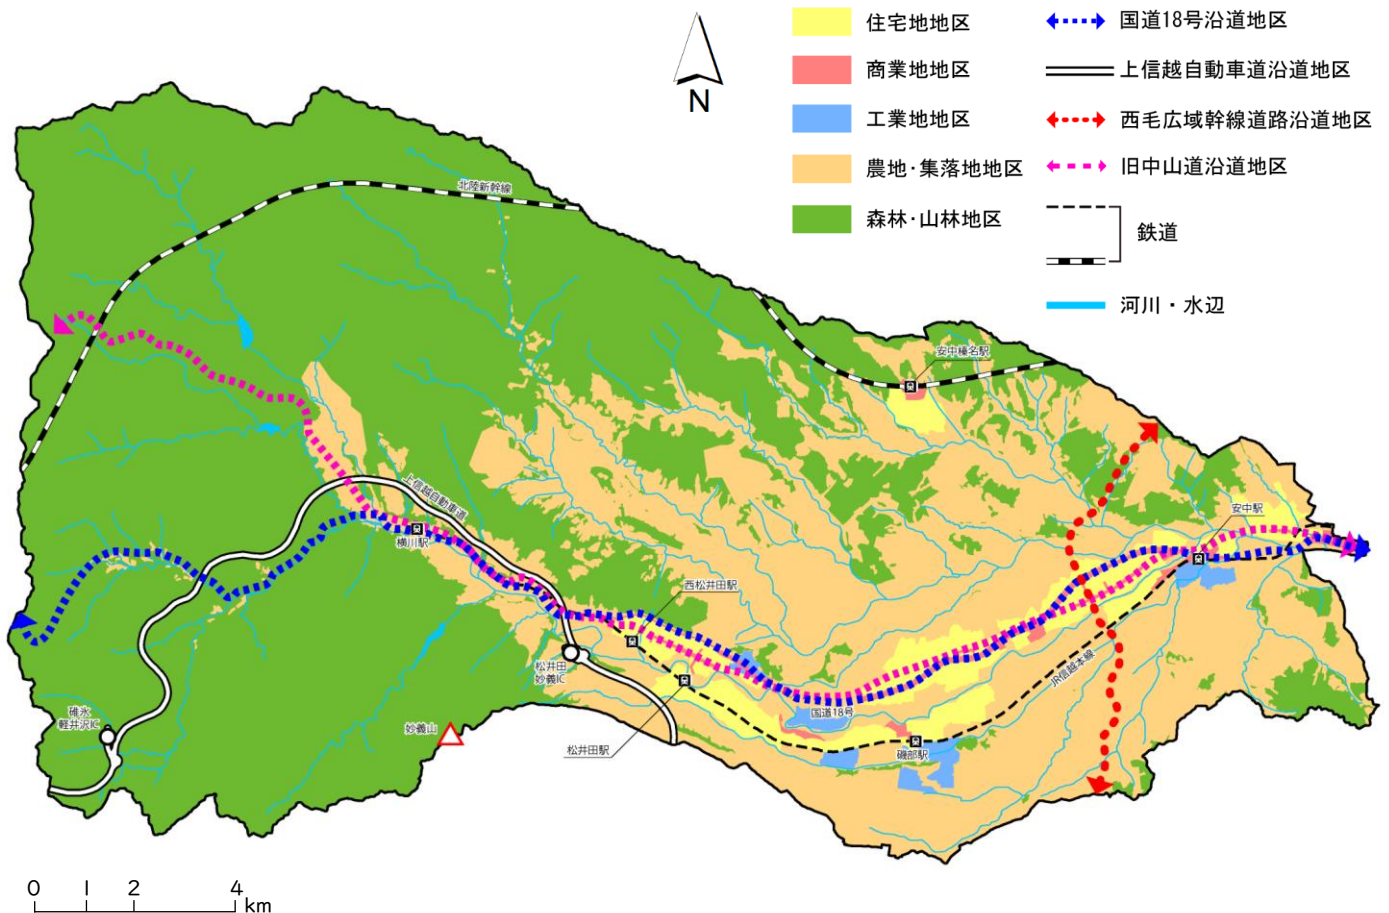 住宅地地区
商業地地区
工業地地区
農地・集落地地区
森林・山林地区
国道18号沿道地区
上信越自動車道沿道地区
西毛広域幹線道路沿道地区
旧中山道沿道地区
鉄道
河川・水辺
N
北陸新幹線
安中榛名駅
上信越自動車道
横川駅
安中駅
西松井田駅
松井田
妙義IC
JR信越本線
国道18号
碓氷
軽井沢IC
妙義山
松井田駅
磯部駅
0 1 2 4
km